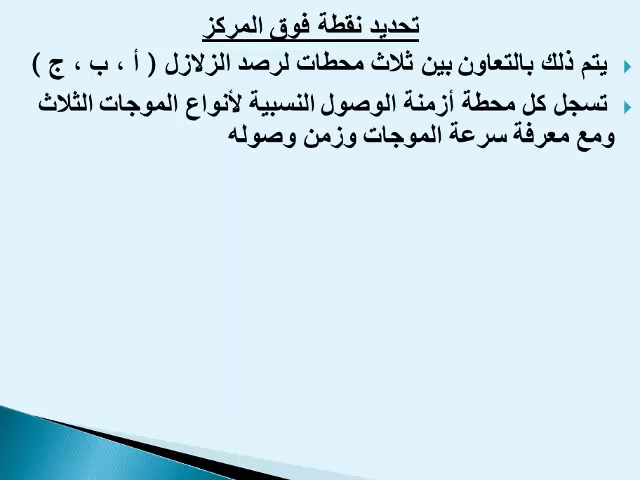 تحديد نقطة فوق المركز
يتم ذلك بالتعاون بين ثلاث محطات لرصد الزلازل ( أ ، ب ، ج )
تسجل كل محطة أزمنة الوصول النسبية لأنواع الموجات الثلاث
ومع معرفة سرعة الموجات وزمن وصوله